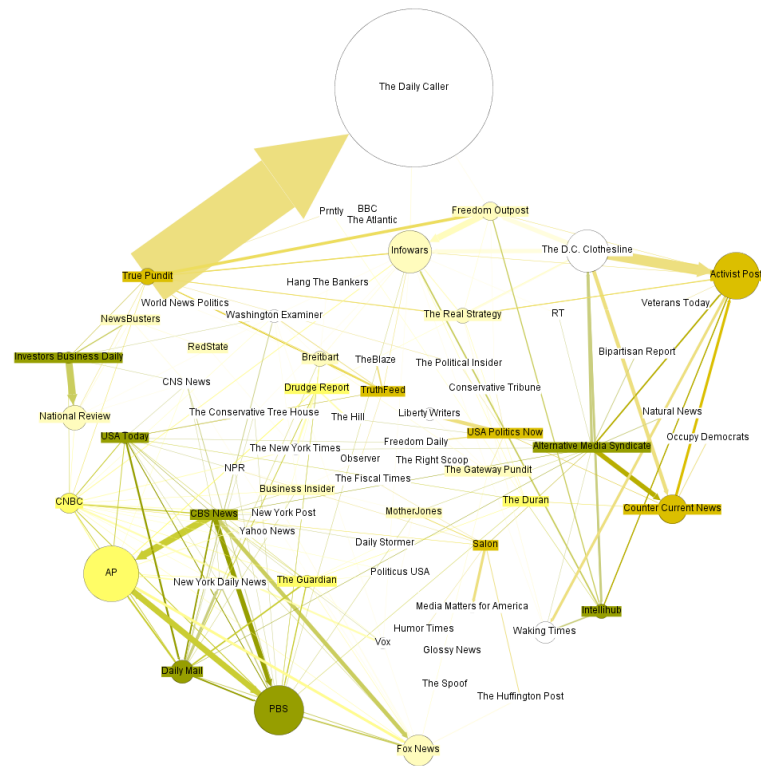 The Daily Caller
BBC
Prntly
Freedom Outpost
The Atlantic
Infowars
The D.C. Clothesline
True Pundit
Activist Post
Hang The Bankers
World News Politics
Veterans Today
NewsBusters
Washington Examiner
The Real Strategy
RT
RedState
Bipartisan Report
Investors Business Daily
Breitbart
TheBlaze
The Political Insider
CNS News
Drudge Report
TruthFeed
Conservative Tribune
National Review
The Conservative Tree House
The Hill
Liberty Writers
Natural News
USA Today
USA Politics Now
Occupy Democrats
The New York Times
Freedom Daily
Alternative Media Syndicate
NPR
Observer
The Right Scoop
The Gateway Pundit
The Fiscal Times
CNBC
Business Insider
The Duran
CBS News
New York Post
MotherJones
Counter Current News
Yahoo News
Daily Stormer
Salon
AP
New York Daily News
The Guardian
Politicus USA
Media Matters for America
Intellihub
Humor Times
Waking Times
Vox
Glossy News
Daily Mail
The Spoof
The Huffington Post
PBS
Fox News